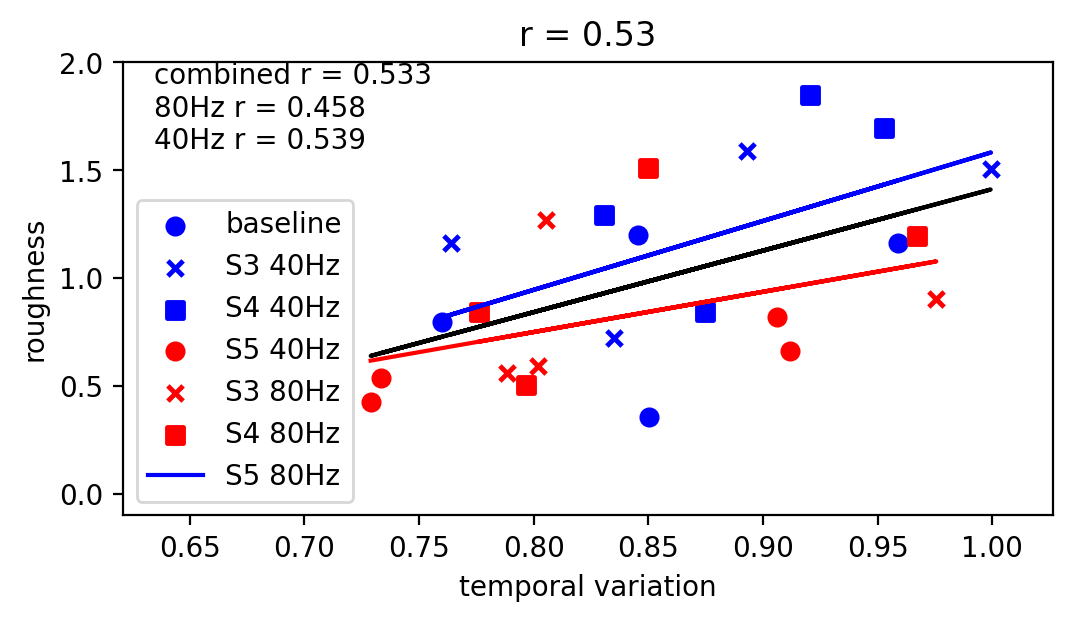 r = 0.53
combined r = 0.533
80Hz r = 0.458
40Hz r = 0.539
2.0
1.5
1.0
0.5
0.0
roughness
baseline
S3 40Hz
S4 40Hz
S5 40Hz
S3 80Hz
S4 80Hz
S5 80Hz
0.65 0.70 0.75 0.80 0.85 0.90 0.95 1.00
temporal variation